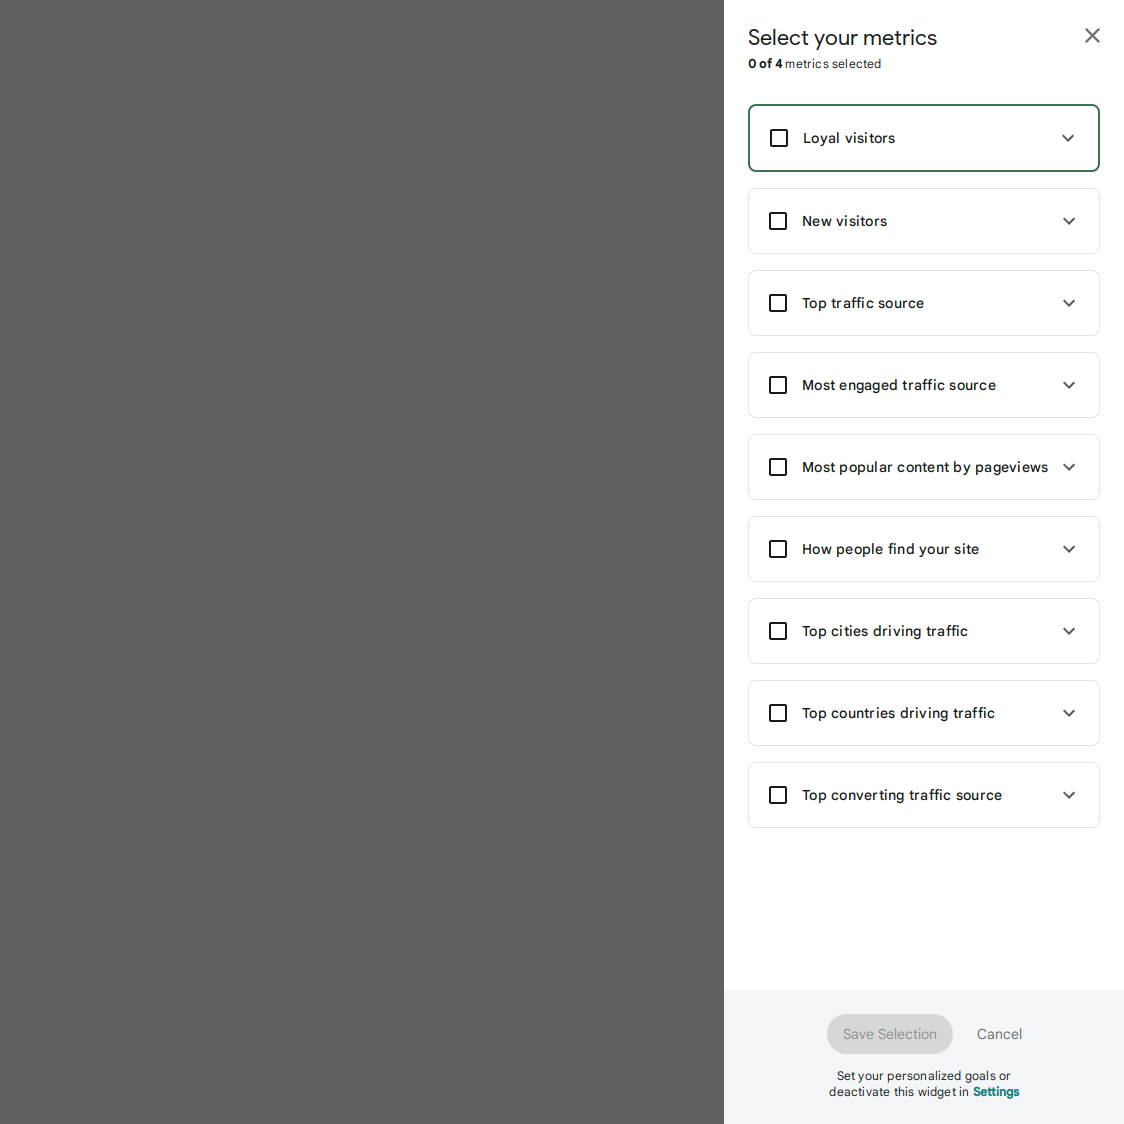 Select your metrics
0 of 4 metrics selected
Loyal visitors
New visitors
Top traffic source
Most engaged traffic source
Most popular content by pageviews
How people find your site
Top cities driving traffic
Top countries driving traffic
Top converting traffic source
Save Selection
Cancel
Set your personalized goals or
deactivate this widget in Settings